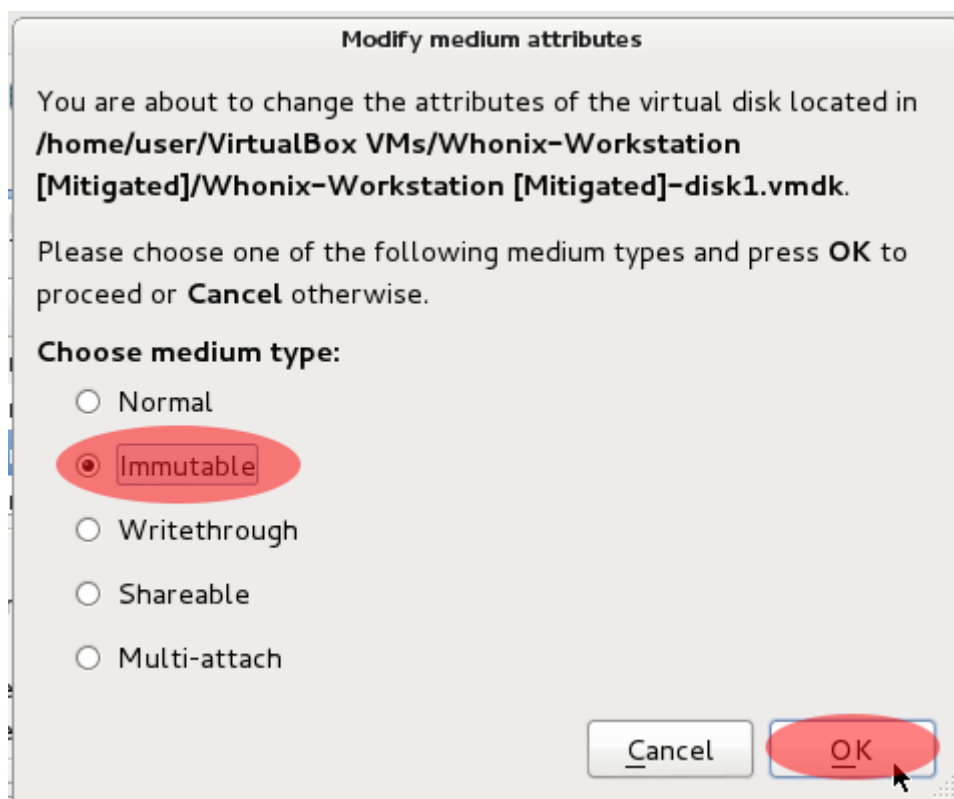 Modify medium attributes
You are about to change the attributes of the virtual disk located in
/home/user/VirtualBox VMs/Whonix-Workstation
[Mitigated]/Whonix-Workstation [Mitigated]-disk1.vmdk.
Please choose one of the following medium types and press OK to
proceed or Cancel otherwise.
Choose medium type:
Normal
Immutable
Writethrough
Shareable
Multi-attach
Cancel
OK